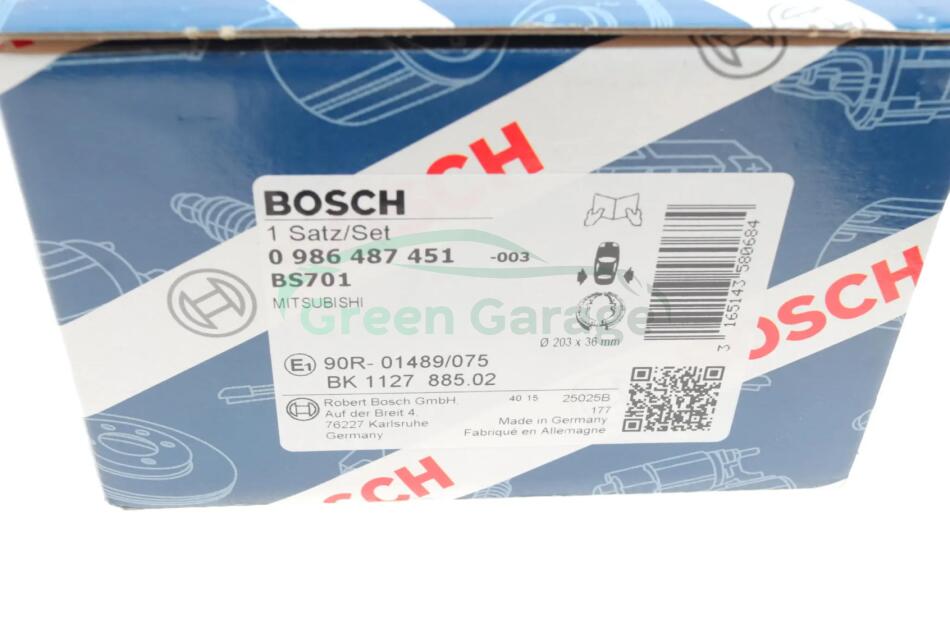 BOSCH
BOSCH
1 Satz/Set
0 986 487 451 -003
BS701
MITSUBISHI
Green Garage
Ø 203 x 36 mm
3 165143 580684
E1 90R- 01489/075
BK 1127 885.02
Robert Bosch GmbH. 40 15 25025B
Auf der Breit 4. 177
76227 Karlsruhe Made in Germany
Germany Fabriqué en Allemagne
OSCH
SCH